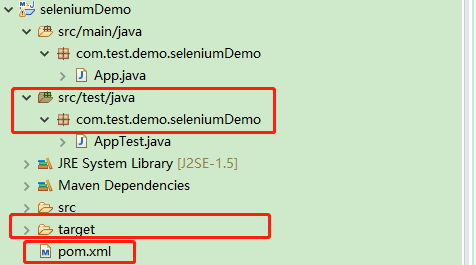 seleniumDemo
src/main/java
com.test.demo.seleniumDemo
App.java
src/test/java
com.test.demo.seleniumDemo
AppTest.java
JRE System Library [J2SE-1.5]
Maven Dependencies
src
target
pom.xml